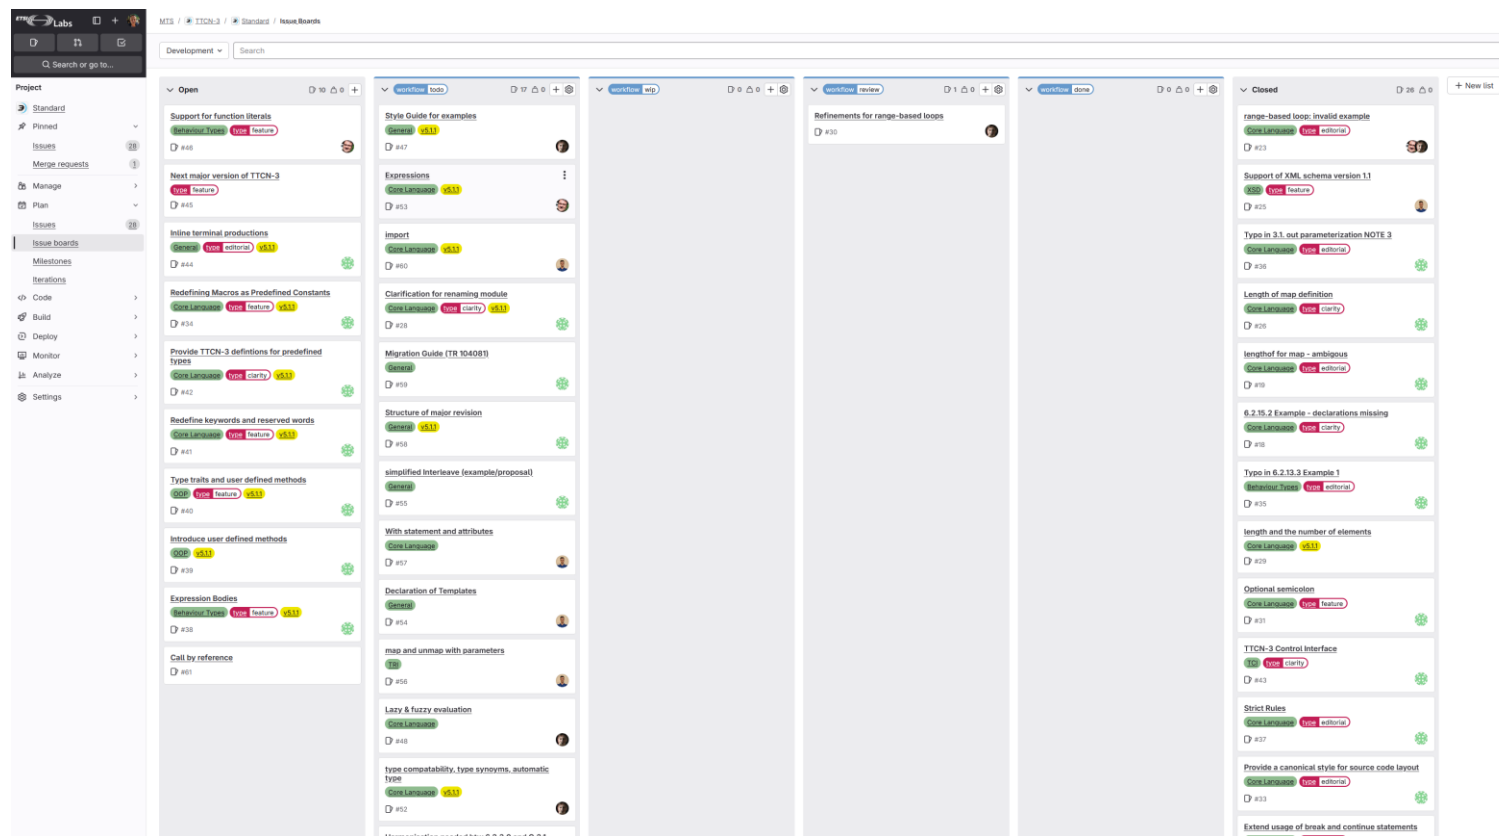 ETSI Labs
Search or go to...
Project
Standard
Pinned
Issues 28
Merge requests 1
Manage
Plan
Issues 28
Issue boards
Milestones
Iterations
Code
Build
Deploy
Monitor
Analyze
Settings
MTS / TTCN-3 / Standard / Issue Boards
Development
Search
Open 10 0
Support for function literals
Behaviour Types type feature
#46
Next major version of TTCN-3
type feature
#45
Inline terminal productions
General type editorial v5.1.1
#44
Redefining Macros as Predefined Constants
Core Language type feature v5.1.1
#34
Provide TTCN-3 defintions for predefined
types
Core Language type clarity v5.1.1
#42
Redefine keywords and reserved words
Core Language type feature v5.1.1
#41
Type traits and user defined methods
OOP type feature v5.1.1
#40
Introduce user defined methods
OOP v5.1.1
#39
Expression Bodies
Behaviour Types type feature v5.1.1
#38
Call by reference
#61
workflow todo 17 0
Style Guide for examples
General v5.1.1
#47
Expressions
Core Language v5.1.1
#53
import
Core Language v5.1.1
#60
Clarification for renaming module
Core Language type clarity v5.1.1
#28
Migration Guide (TR 104081)
General
#59
Structure of major revision
General v5.1.1
#58
simplified Interleave (example/proposal)
General
#55
With statement and attributes
Core Language
#57
Declaration of Templates
General
#54
map and unmap with parameters
TRI
#56
Lazy & fuzzy evaluation
Core Language
#48
type compatability, type synoyms, automatic
type
Core Language v5.1.1
#52
workflow wip 0 0
workflow review 1 0
Refinements for range-based loops
#30
workflow done 0 0
Closed 28 0
range-based loop: invalid example
Core Language type editorial
#23
Support of XML schema version 1.1
XSD type feature
#25
Typo in 3.1. out parameterization NOTE 3
Core Language type editorial
#36
Length of map definition
Core Language type clarity
#26
lengthof for map - ambigous
Core Language type editorial
#19
6.2.15.2 Example - declarations missing
Core Language type clarity
#18
Typo in 6.2.13.3 Example 1
Behaviour Types type editorial
#35
length and the number of elements
Core Language v5.1.1
#29
Optional semicolon
Core Language type feature
#31
TTCN-3 Control Interface
TCI type clarity
#43
Strict Rules
Core Language type editorial
#37
Provide a canonical style for source code layout
Core Language type editorial
#33
Extend usage of break and continue statements
New list